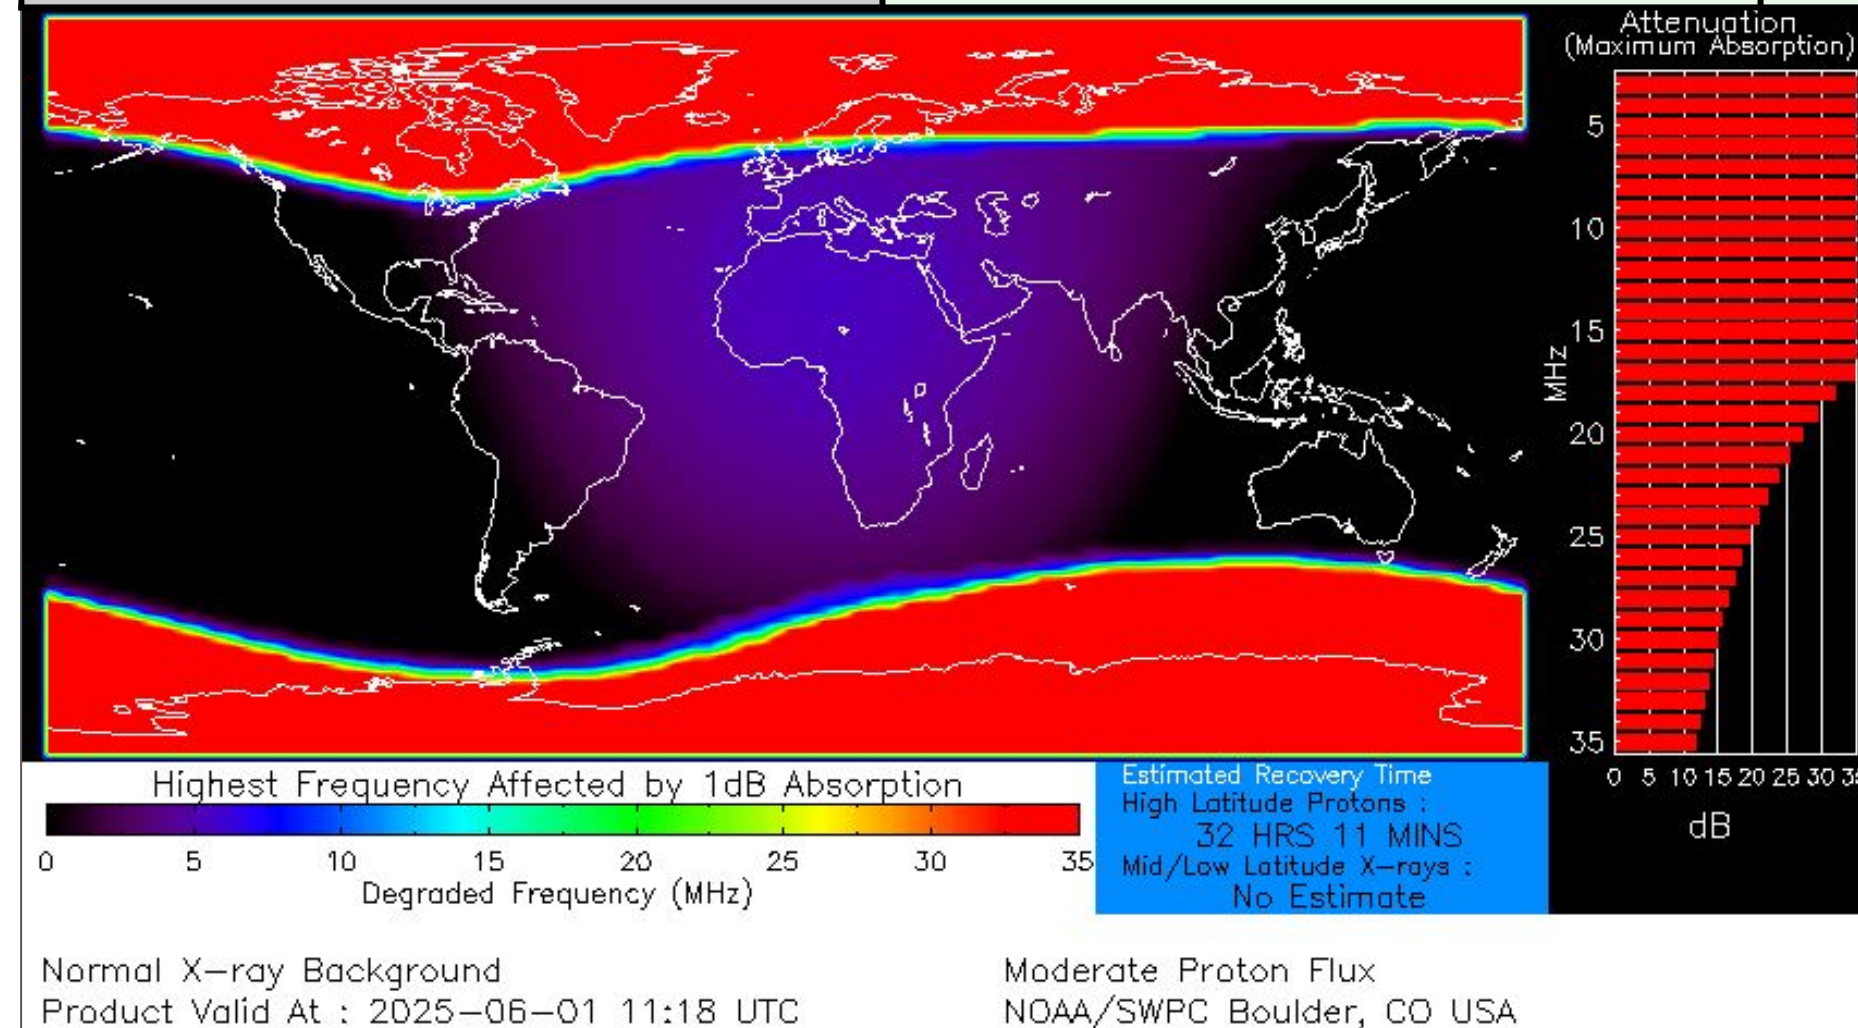 Attenuation
(Maximum Absorption)
5
10
15
20
25
30
35
MHz
0 5 10 15 20 25 30
dB
Highest Frequency Affected by 1dB Absorption
0 5 10 15 20 25 30 35
Degraded Frequency (MHz)
Estimated Recovery Time
High Latitude Protons :
32 HRS 11 MINS
Mid/Low Latitude X-rays :
No Estimate
Normal X-ray Background
Product Valid At : 2025-06-01 11:18 UTC
Moderate Proton Flux
NOAA/SWPC Boulder, CO USA